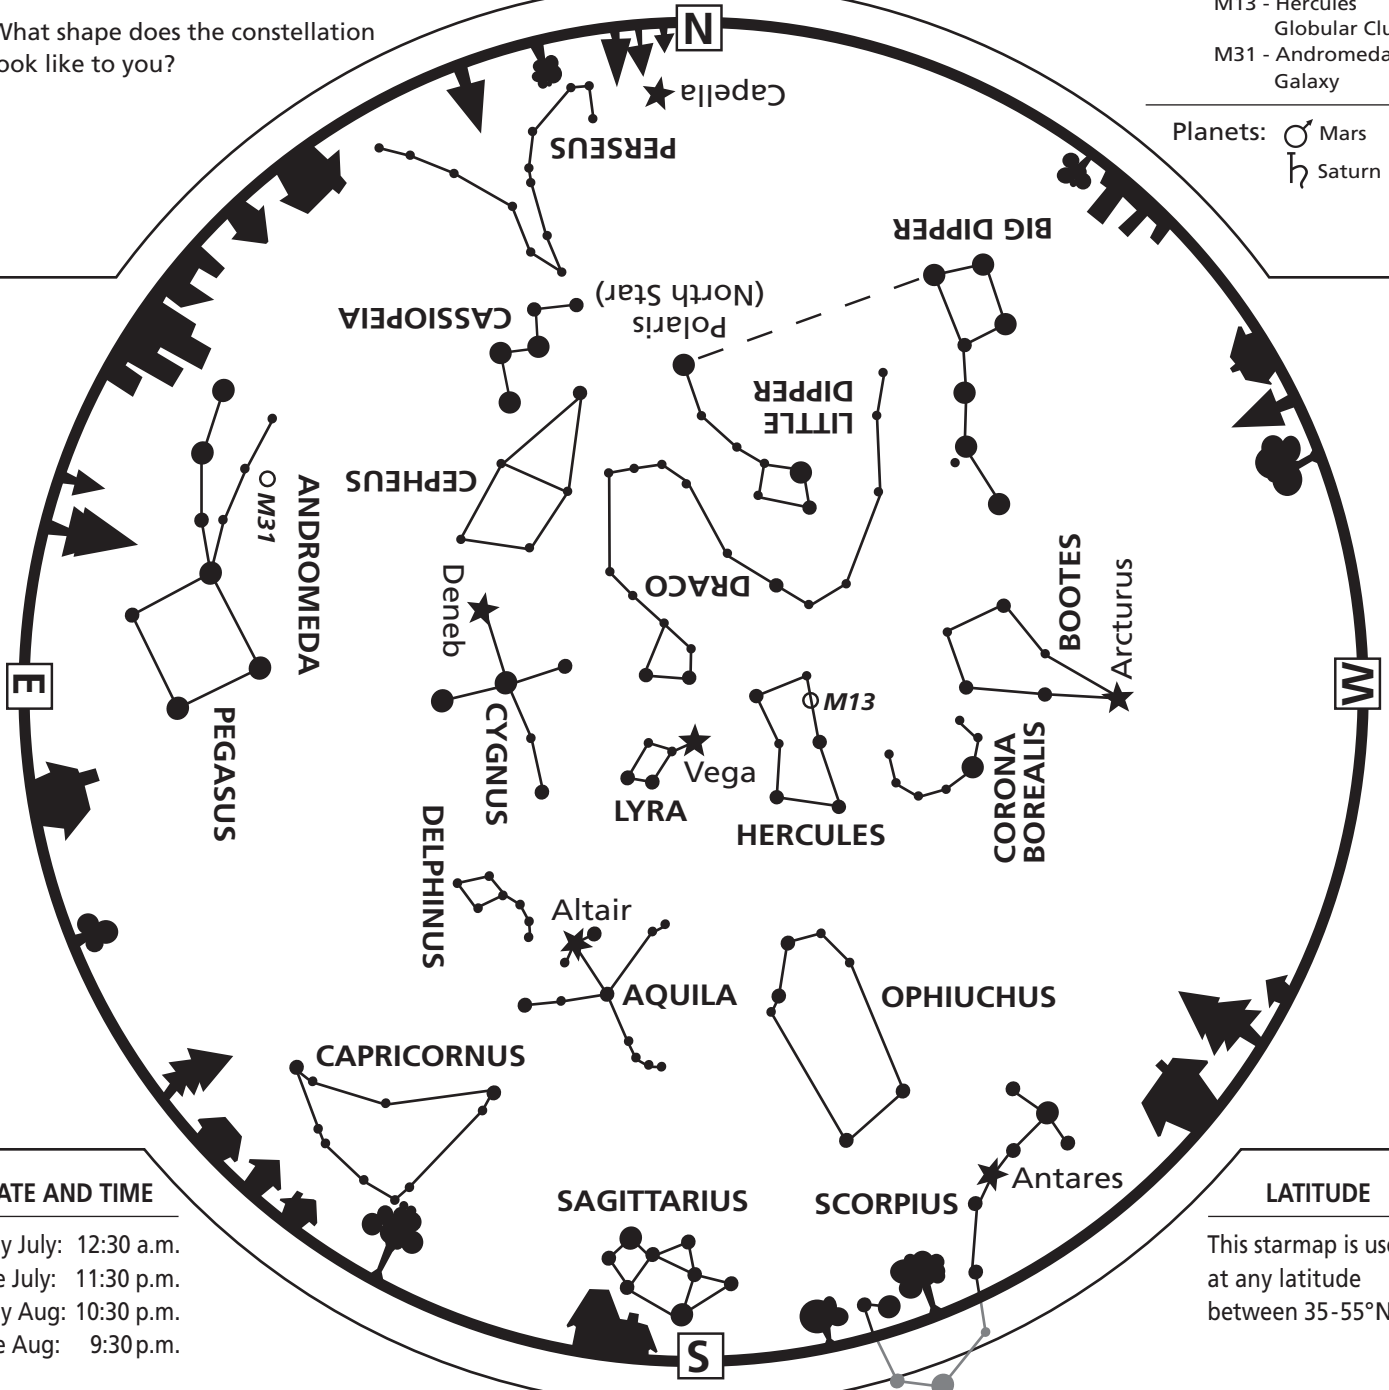 What shape does the constellation
look like to you?
M13 - Hercules
Globular Clu
M31 - Andromeda
Galaxy
Planets: ♂ Mars
♄ Saturn
N
Capella
PERSEUS
BIG DIPPER
CASSIOPEIA
Polaris
(North Star)
LITTLE
DIPPER
CEPHEUS
M31
ANDROMEDA
Deneb
DRACO
BOOTES
Arcturus
E
W
PEGASUS
CYGNUS
M13
Vega
LYRA
HERCULES
CORONA
BOREALIS
DELPHINUS
Altair
AQUILA
OPHIUCHUS
CAPRICORNUS
Antares
SAGITTARIUS
SCORPIUS
S
ATE AND TIME
y July: 12:30 a.m.
e July: 11:30 p.m.
y Aug: 10:30 p.m.
e Aug: 9:30 p.m.
LATITUDE
This starmap is use
at any latitude
between 35-55°N